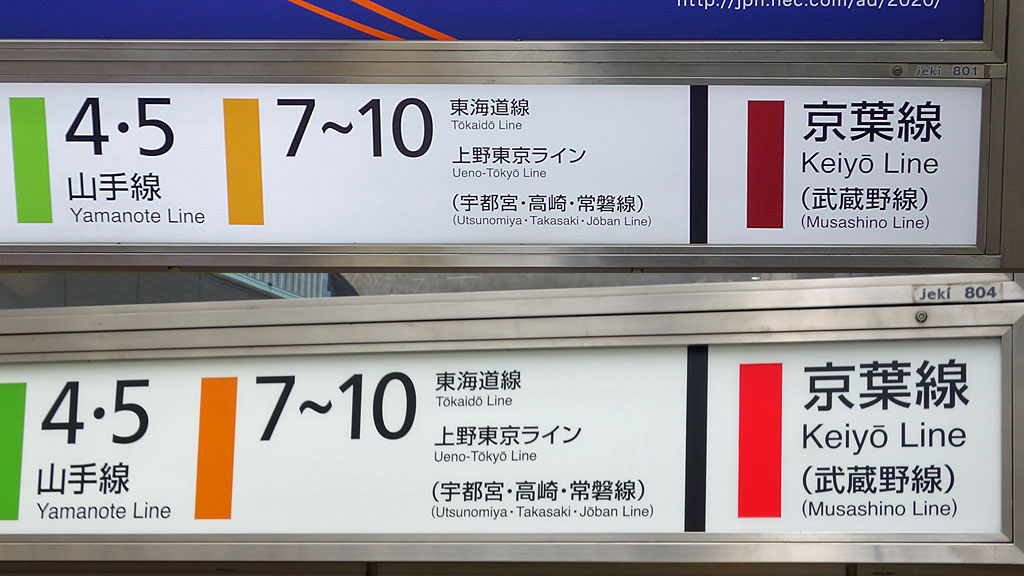 http://jpn.nec.com/ad/2020/
jeki 801
4・5
山手線
Yamanote Line
7~10
東海道線
Tōkaidō Line
上野東京ライン
Ueno-Tōkyō Line
(宇都宮・高崎・常磐線)
(Utsunomiya・Takasaki・Jōban Line)
京葉線
Keiyō Line
(武蔵野線)
(Musashino Line)
jeki 804
4・5
山手線
Yamanote Line
7~10
東海道線
Tōkaidō Line
上野東京ライン
Ueno-Tōkyō Line
(宇都宮・高崎・常磐線)
(Utsunomiya・Takasaki・Jōban Line)
京葉線
Keiyō Line
(武蔵野線)
(Musashino Line)